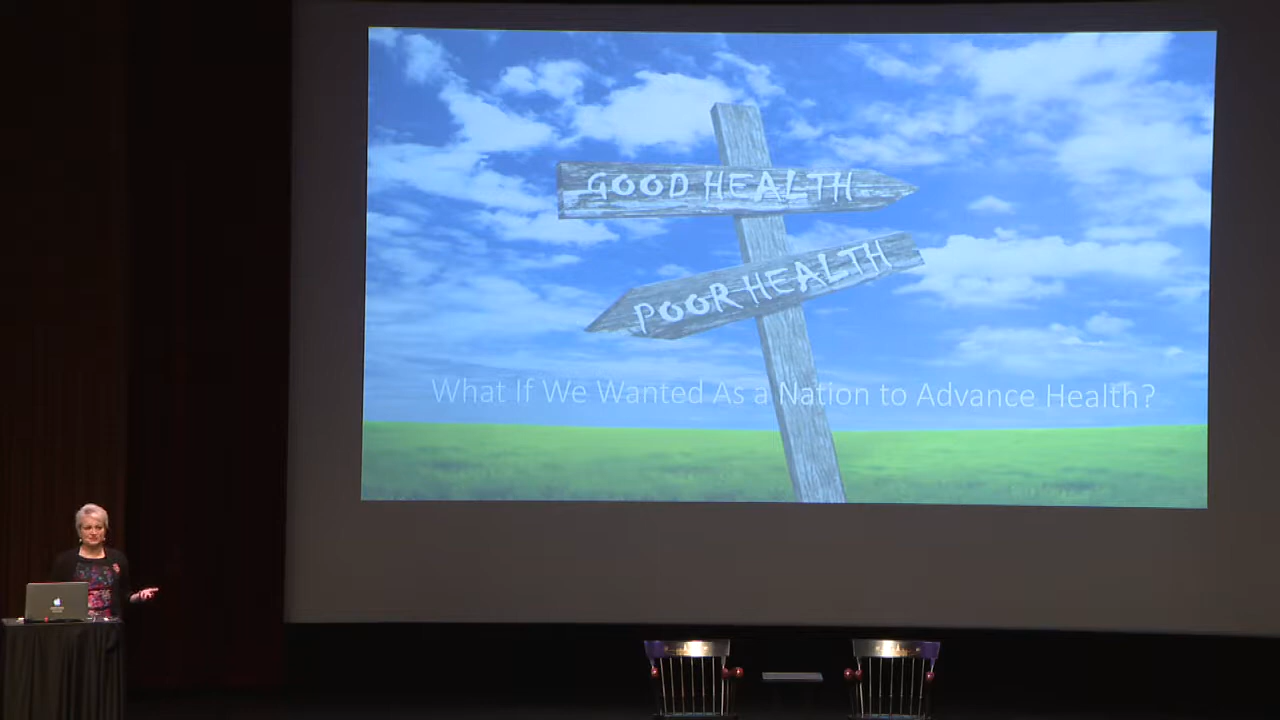 GOOD HEALTH
POOR HEALTH
What If We Wanted As a Nation to Advance Health?